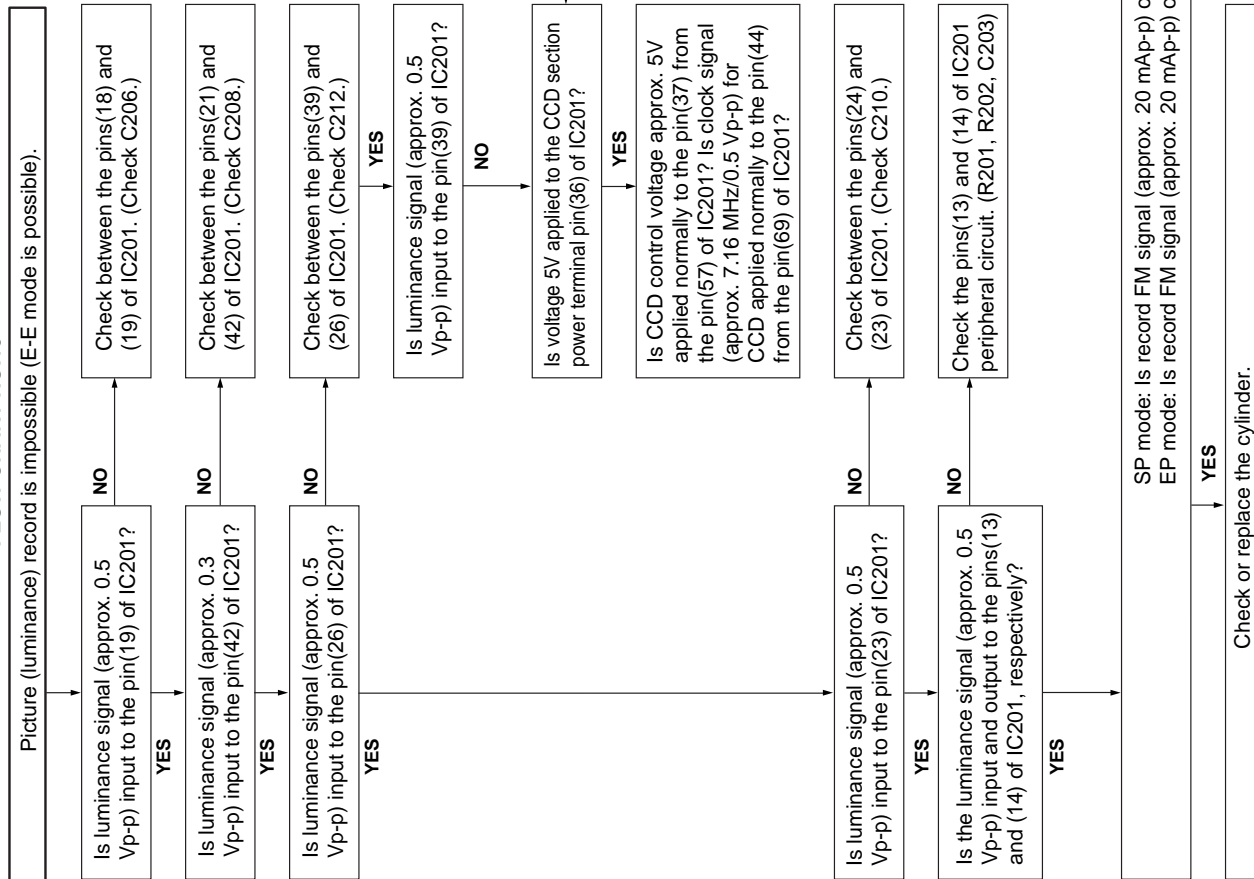 Picture (luminance) record is impossible (E-E mode is possible).
Is luminance signal (approx. 0.5
Vp-p) input to the pin(19) of IC201?
NO
Check between the pins(18) and
(19) of IC201. (Check C206.)
YES
Is luminance signal (approx. 0.3
Vp-p) input to the pin(42) of IC201?
NO
Check between the pins(21) and
(42) of IC201. (Check C208.)
YES
Is luminance signal (approx. 0.5
Vp-p) input to the pin(26) of IC201?
NO
Check between the pins(39) and
(26) of IC201. (Check C212.)
YES
YES
Is luminance signal (approx. 0.5
Vp-p) input to the pin(39) of IC201?
NO
Is voltage 5V applied to the CCD section
power terminal pin(36) of IC201?
YES
Is CCD control voltage approx. 5V
applied normally to the pin(37) from
the pin(57) of IC201? Is clock signal
(approx. 7.16 MHz/0.5 Vp-p) for
CCD applied normally to the pin(44)
from the pin(69) of IC201?
Is luminance signal (approx. 0.5
Vp-p) input to the pin(23) of IC201?
NO
Check between the pins(24) and
(23) of IC201. (Check C210.)
YES
Is the luminance signal (approx. 0.5
Vp-p) input and output to the pins(13)
and (14) of IC201, respectively?
NO
Check the pins(13) and (14) of IC201
peripheral circuit. (R201, R202, C203)
YES
SP mode: Is record FM signal (approx. 20 mAp-p)
EP mode: Is record FM signal (approx. 20 mAp-p)
YES
Check or replace the cylinder.